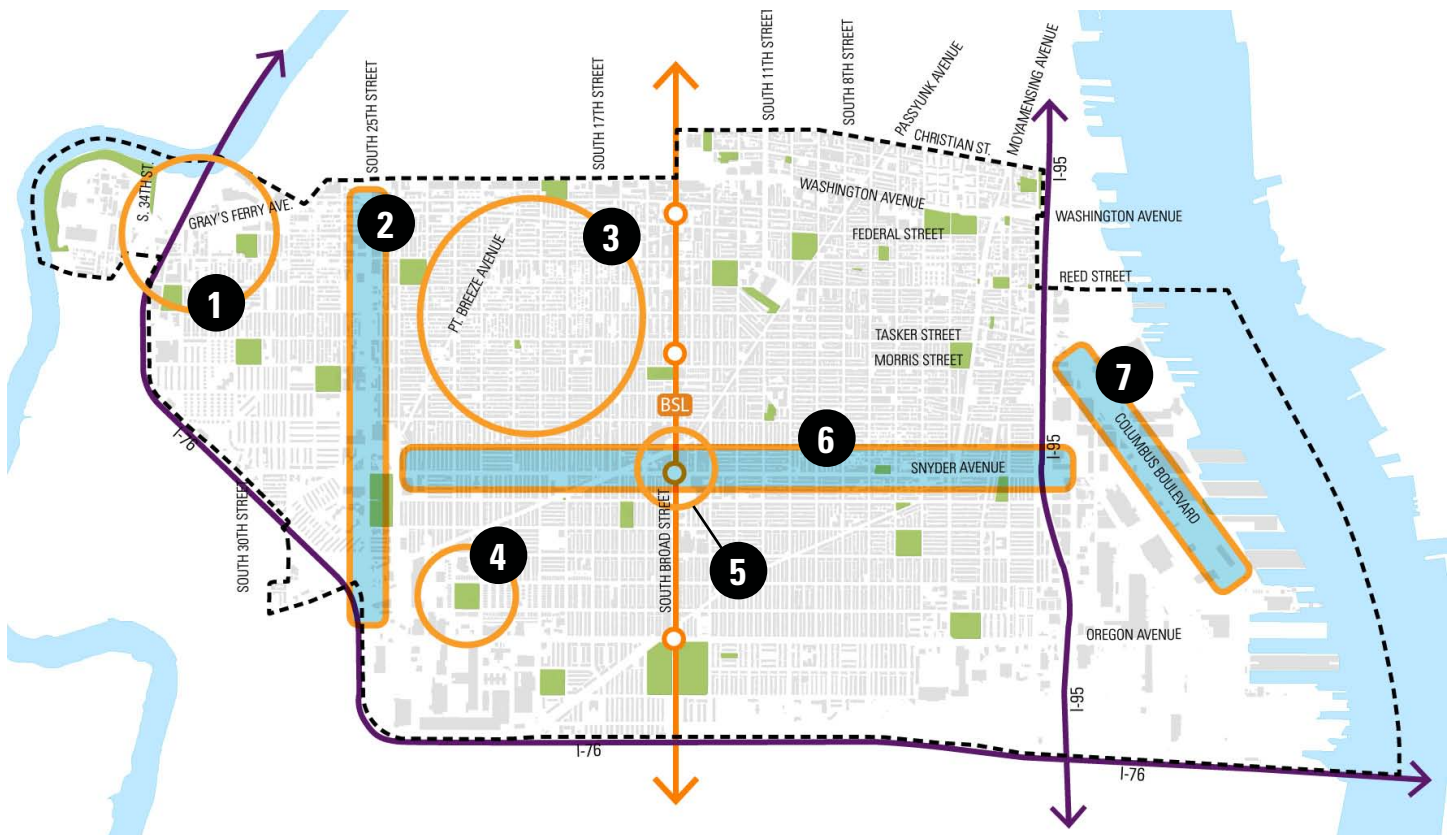 SOUTH 25TH STREET
SOUTH 17TH STREET
SOUTH 11TH STREET
SOUTH 8TH STREET
PASSYUNK AVENUE
MOYAMENSING AVENUE
CHRISTIAN ST.
I-95
S. 34TH ST.
GRAY'S FERRY AVE.
WASHINGTON AVENUE
WASHINGTON AVENUE
2
3
FEDERAL STREET
REED STREET
PT. BREEZE AVENUE
1
TASKER STREET
MORRIS STREET
7
BSL
I-76
6
I-95
COLUMBUS BOULEVARD
SNYDER AVENUE
SOUTH 30TH STREET
SOUTH BROAD STREET
4
5
OREGON AVENUE
I-95
I-76
I-76